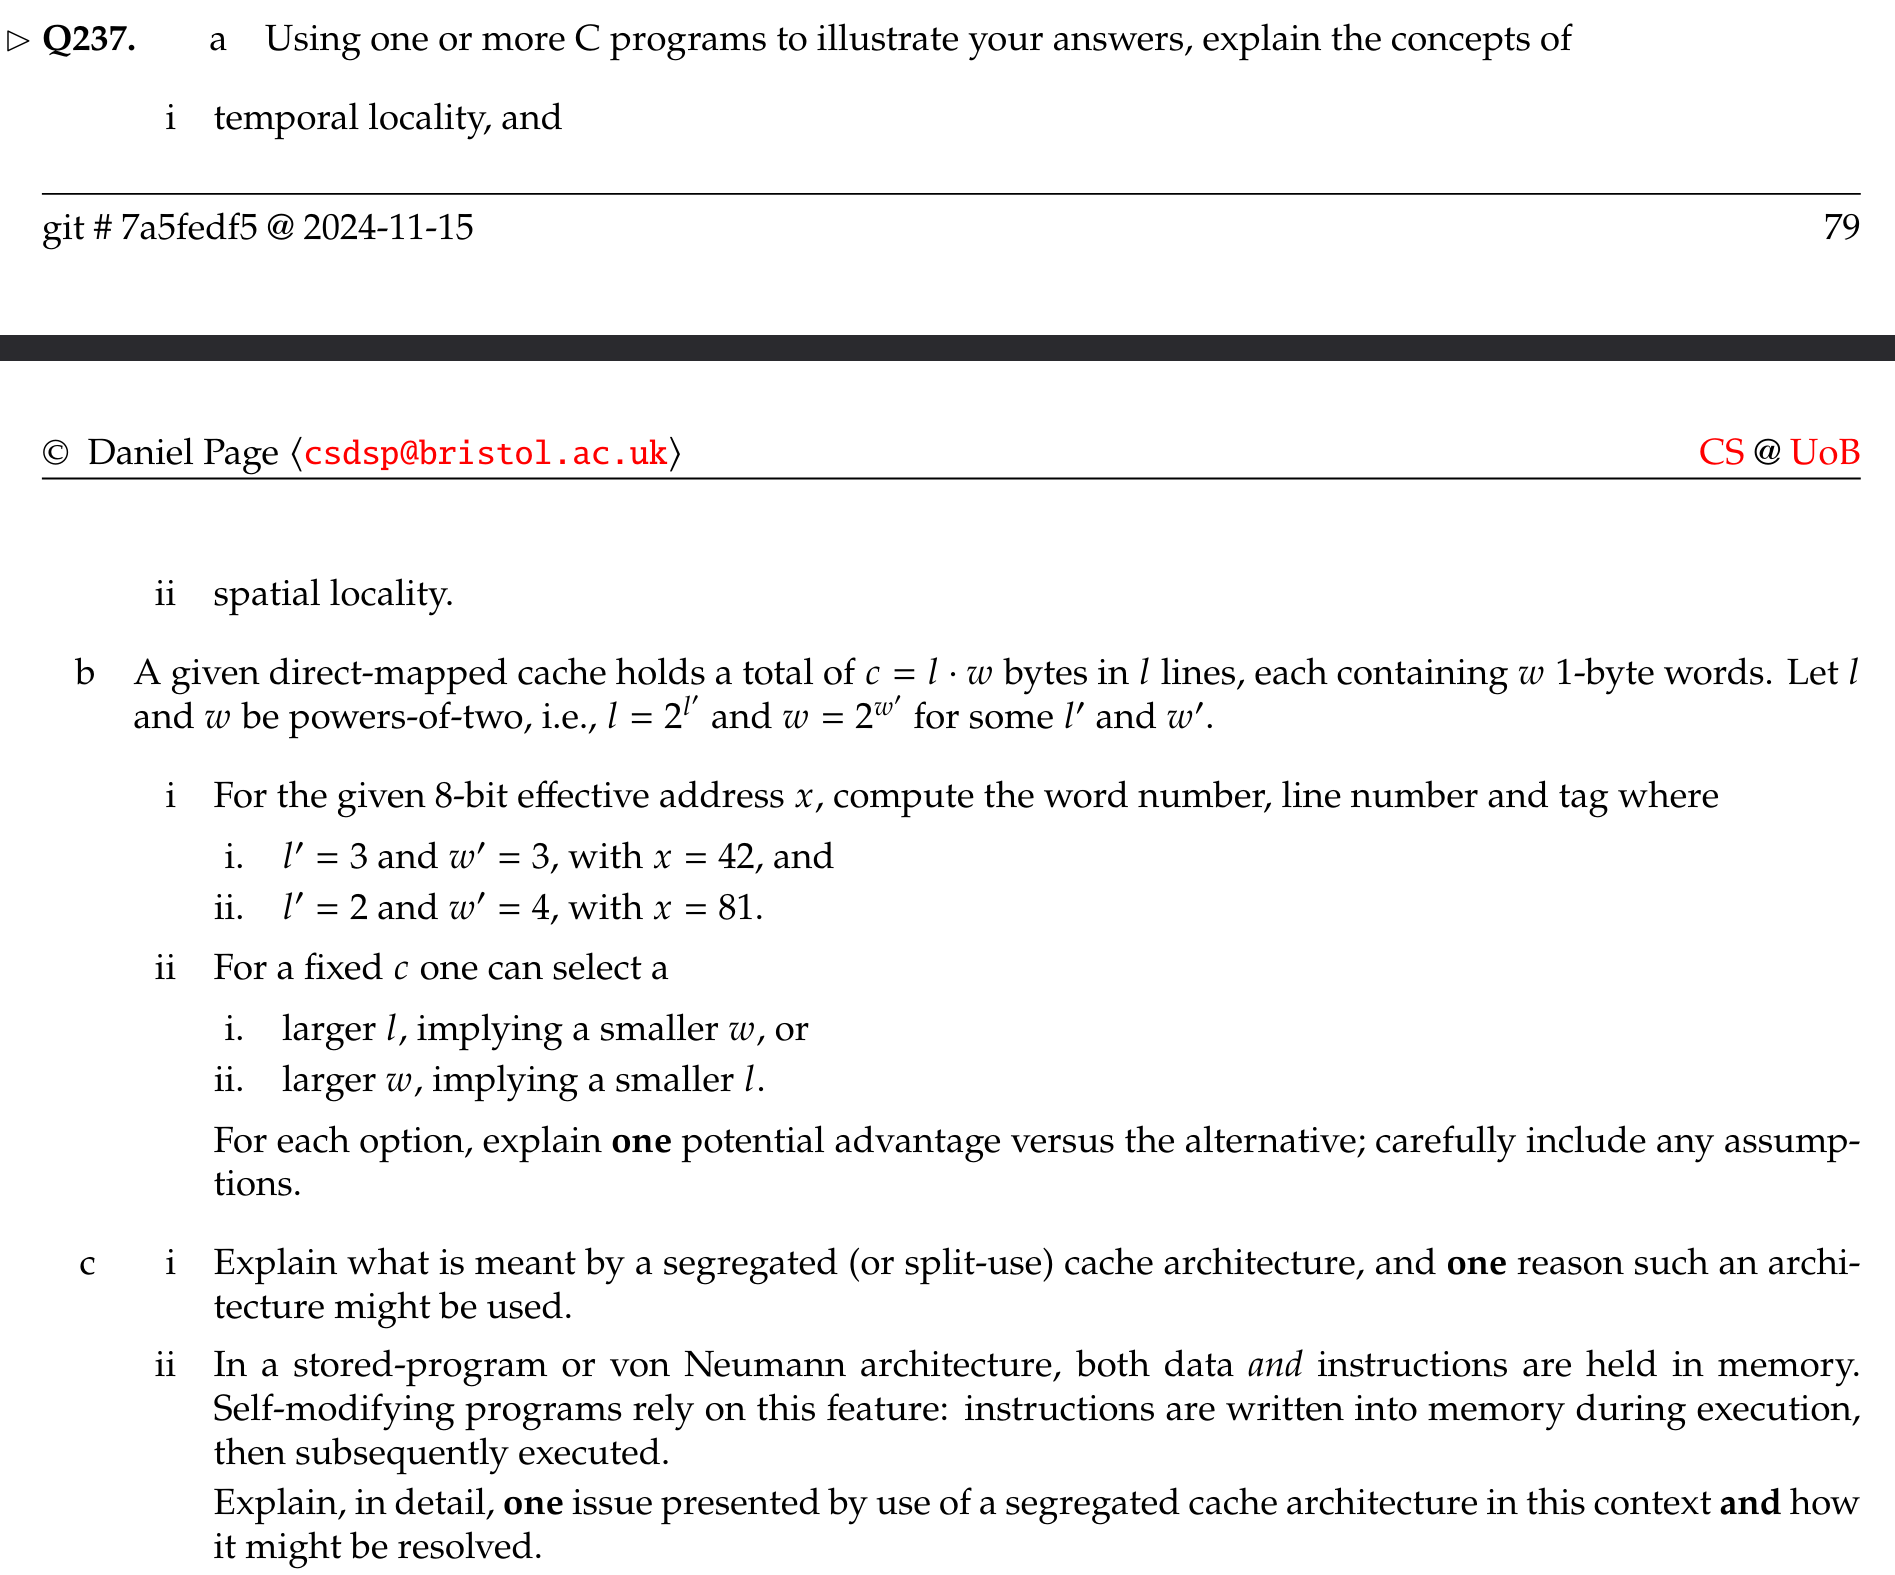 ▷ Q237. a Using one or more C programs to illustrate your answers, explain the concepts of
i temporal locality, and
git # 7a5fedf5 @ 2024-11-15 79
© Daniel Page ⟨csdsp@bristol.ac.uk⟩ CS @ UoB
ii spatial locality.
b A given direct-mapped cache holds a total of c = l · w bytes in l lines, each containing w 1-byte words. Let l
and w be powers-of-two, i.e., l = 2^{l′} and w = 2^{w′} for some l′ and w′.
i For the given 8-bit effective address x, compute the word number, line number and tag where
i. l′ = 3 and w′ = 3, with x = 42, and
ii. l′ = 2 and w′ = 4, with x = 81.
ii For a fixed c one can select a
i. larger l, implying a smaller w, or
ii. larger w, implying a smaller l.
For each option, explain one potential advantage versus the alternative; carefully include any assump-
tions.
c i Explain what is meant by a segregated (or split-use) cache architecture, and one reason such an archi-
tecture might be used.
ii In a stored-program or von Neumann architecture, both data and instructions are held in memory.
Self-modifying programs rely on this feature: instructions are written into memory during execution,
then subsequently executed.
Explain, in detail, one issue presented by use of a segregated cache architecture in this context and how
it might be resolved.